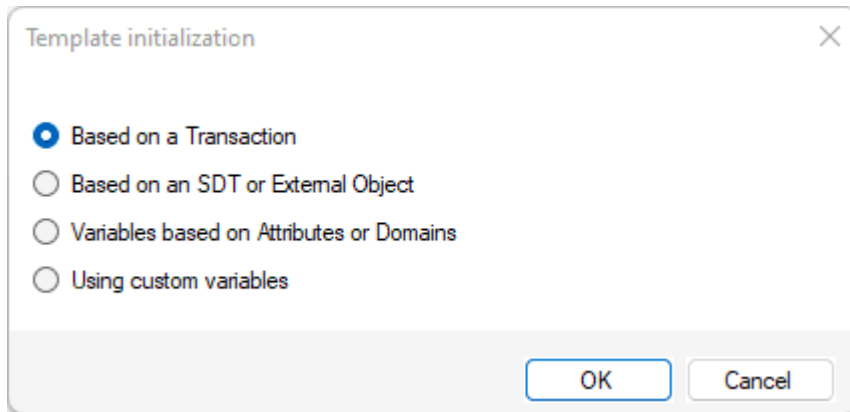 Template initialization
Based on a Transaction
Based on an SDT or External Object
Variables based on Attributes or Domains
Using custom variables
OK Cancel